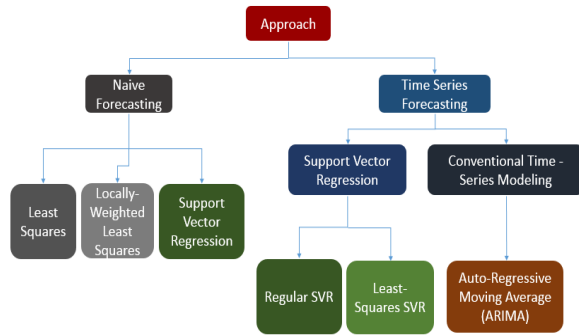 Approach
Naive
Forecasting
Time Series
Forecasting
Support Vector
Regression
Conventional Time -
Series Modeling
Least
Squares
Locally-
Weighted
Least
Squares
Support
Vector
Regression
Regular SVR
Least-
Squares SVR
Auto-Regressive
Moving Average
(ARIMA)